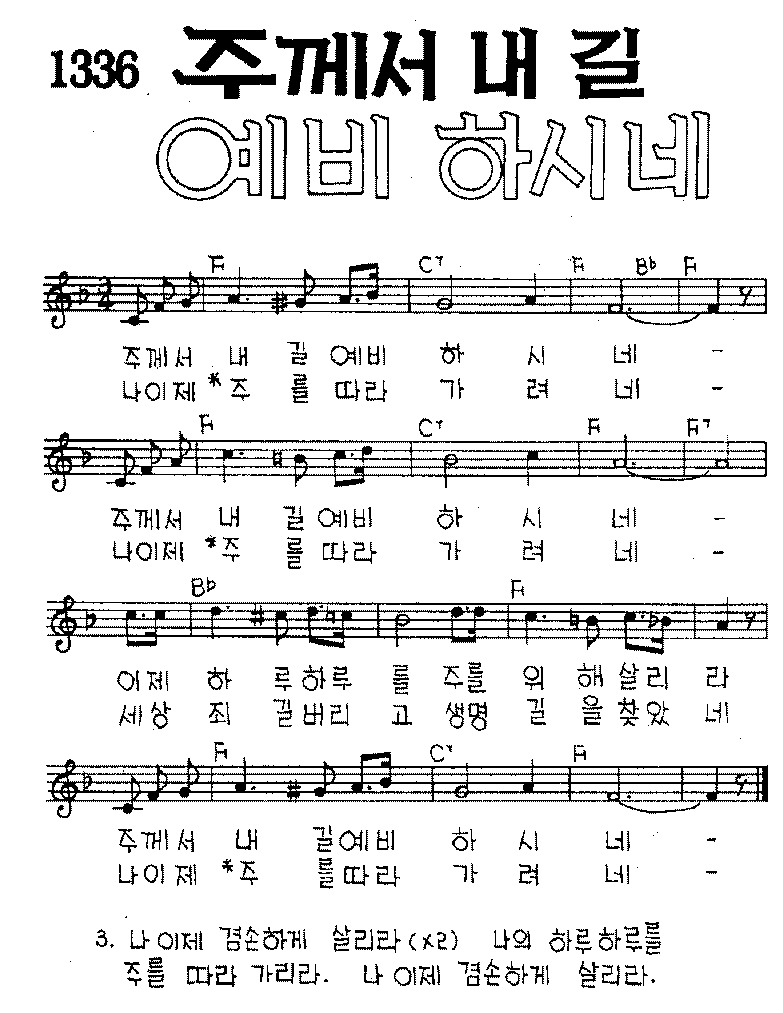 1336 주께서 내 길
예비 하시네
F C7 F B♭ F
주께서 내 길 예비 하 시 네 -
나이제 *주 를 따라 가 려 네 -
F C7 F F7
주께서 내 길 예비 하 시 네 -
나이제 *주 를 따라 가 려 네 -
B♭ F
이제 하 루하루 를 주를 위 해살리 라
세상 죄 길버리 고 생명 길 을찾았 네
F C7 F
주께서 내 길예비 하 시 네 -
나이제 *주 를따라 가 려 네 -
3. 나 이제 겸손하게 살리라(x2) 나의 하루하루를
주를 따라 가리라. 나 이제 겸손하게 살리라.